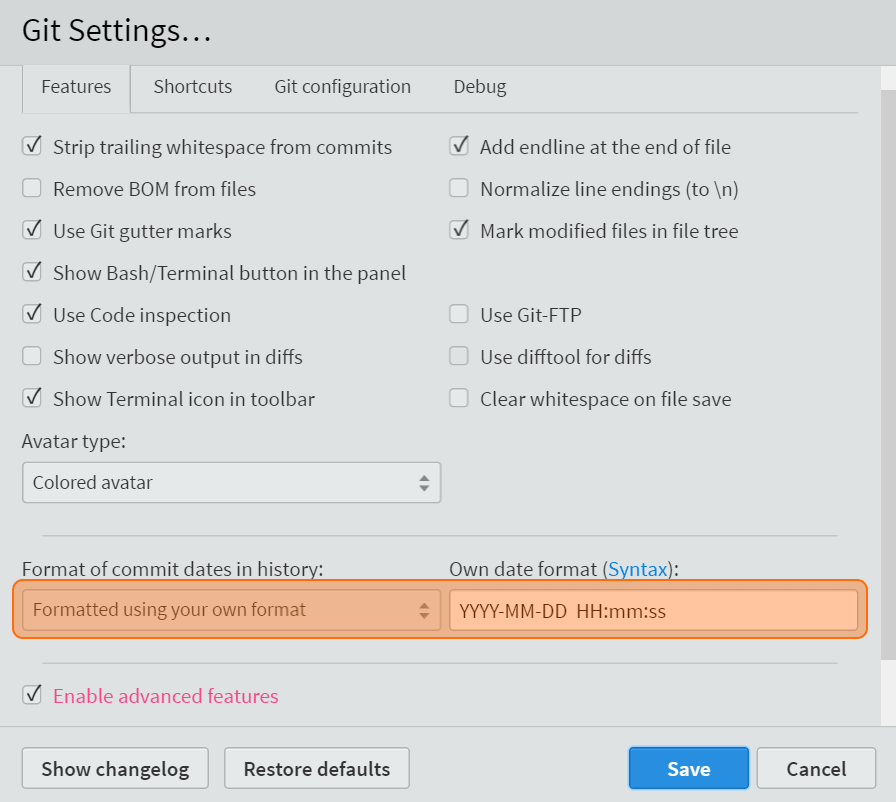 Git Settings…
Features Shortcuts Git configuration Debug
Strip trailing whitespace from commits Add endline at the end of file
Remove BOM from files Normalize line endings (to \n)
Use Git gutter marks Mark modified files in file tree
Show Bash/Terminal button in the panel
Use Code inspection Use Git-FTP
Show verbose output in diffs Use difftool for diffs
Show Terminal icon in toolbar Clear whitespace on file save
Avatar type:
Colored avatar
Format of commit dates in history: Own date format (Syntax):
Formatted using your own format YYYY-MM-DD  HH:mm:ss
Enable advanced features
Show changelog Restore defaults Save Cancel